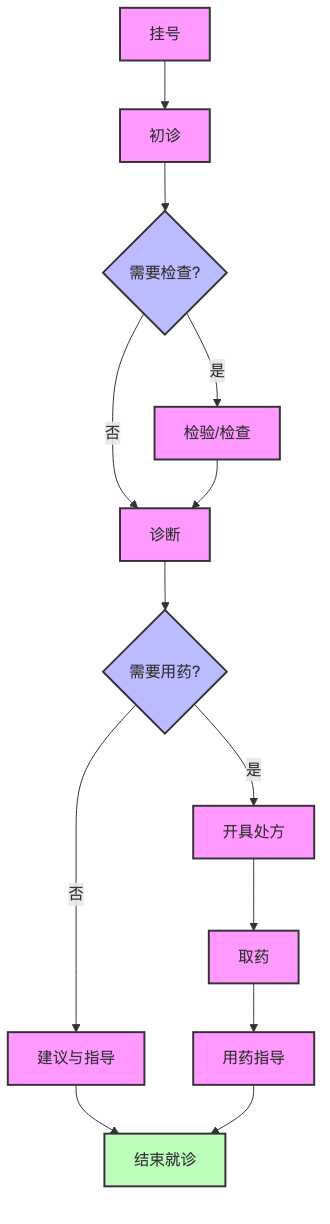 挂号
初诊
需要检查?
是
否
检验/检查
诊断
需要用药?
是
开具处方
否
取药
建议与指导
用药指导
结束就诊